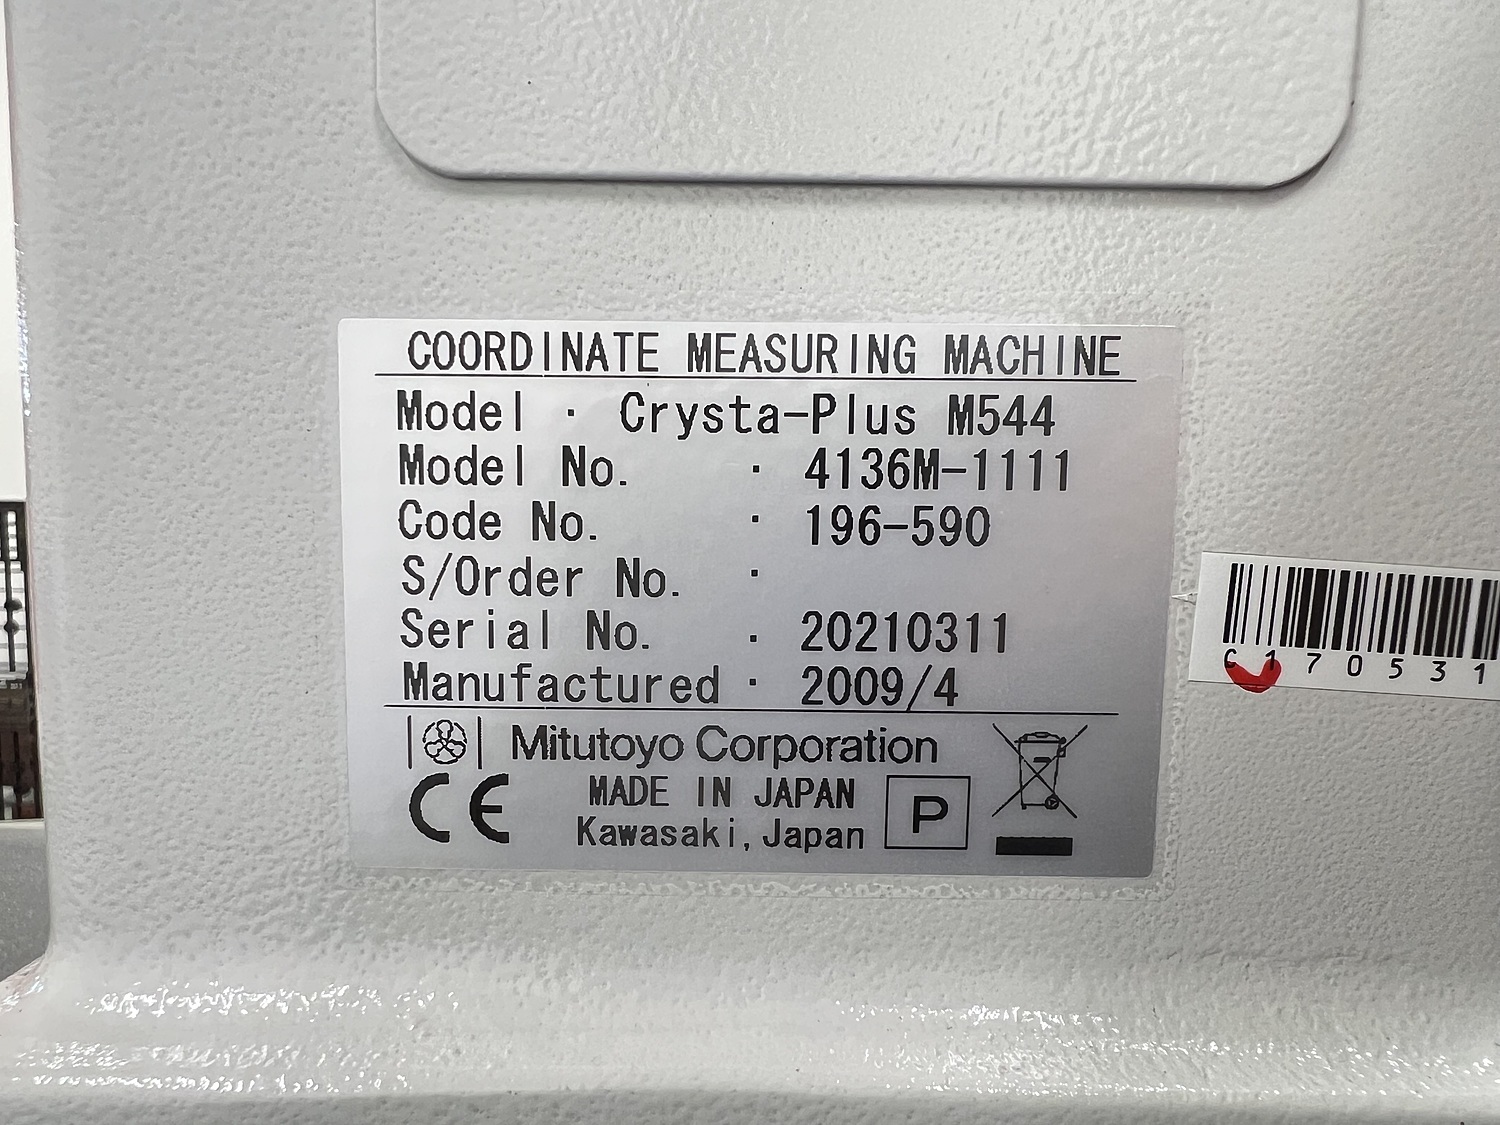 COORDINATE MEASURING MACHINE
Model · Crysta-Plus M544
Model No. · 4136M-1111
Code No. · 196-590
S/Order No. ·
Serial No. · 20210311
Manufactured · 2009/4
Mitutoyo Corporation
CE MADE IN JAPAN P
Kawasaki, Japan
C170531